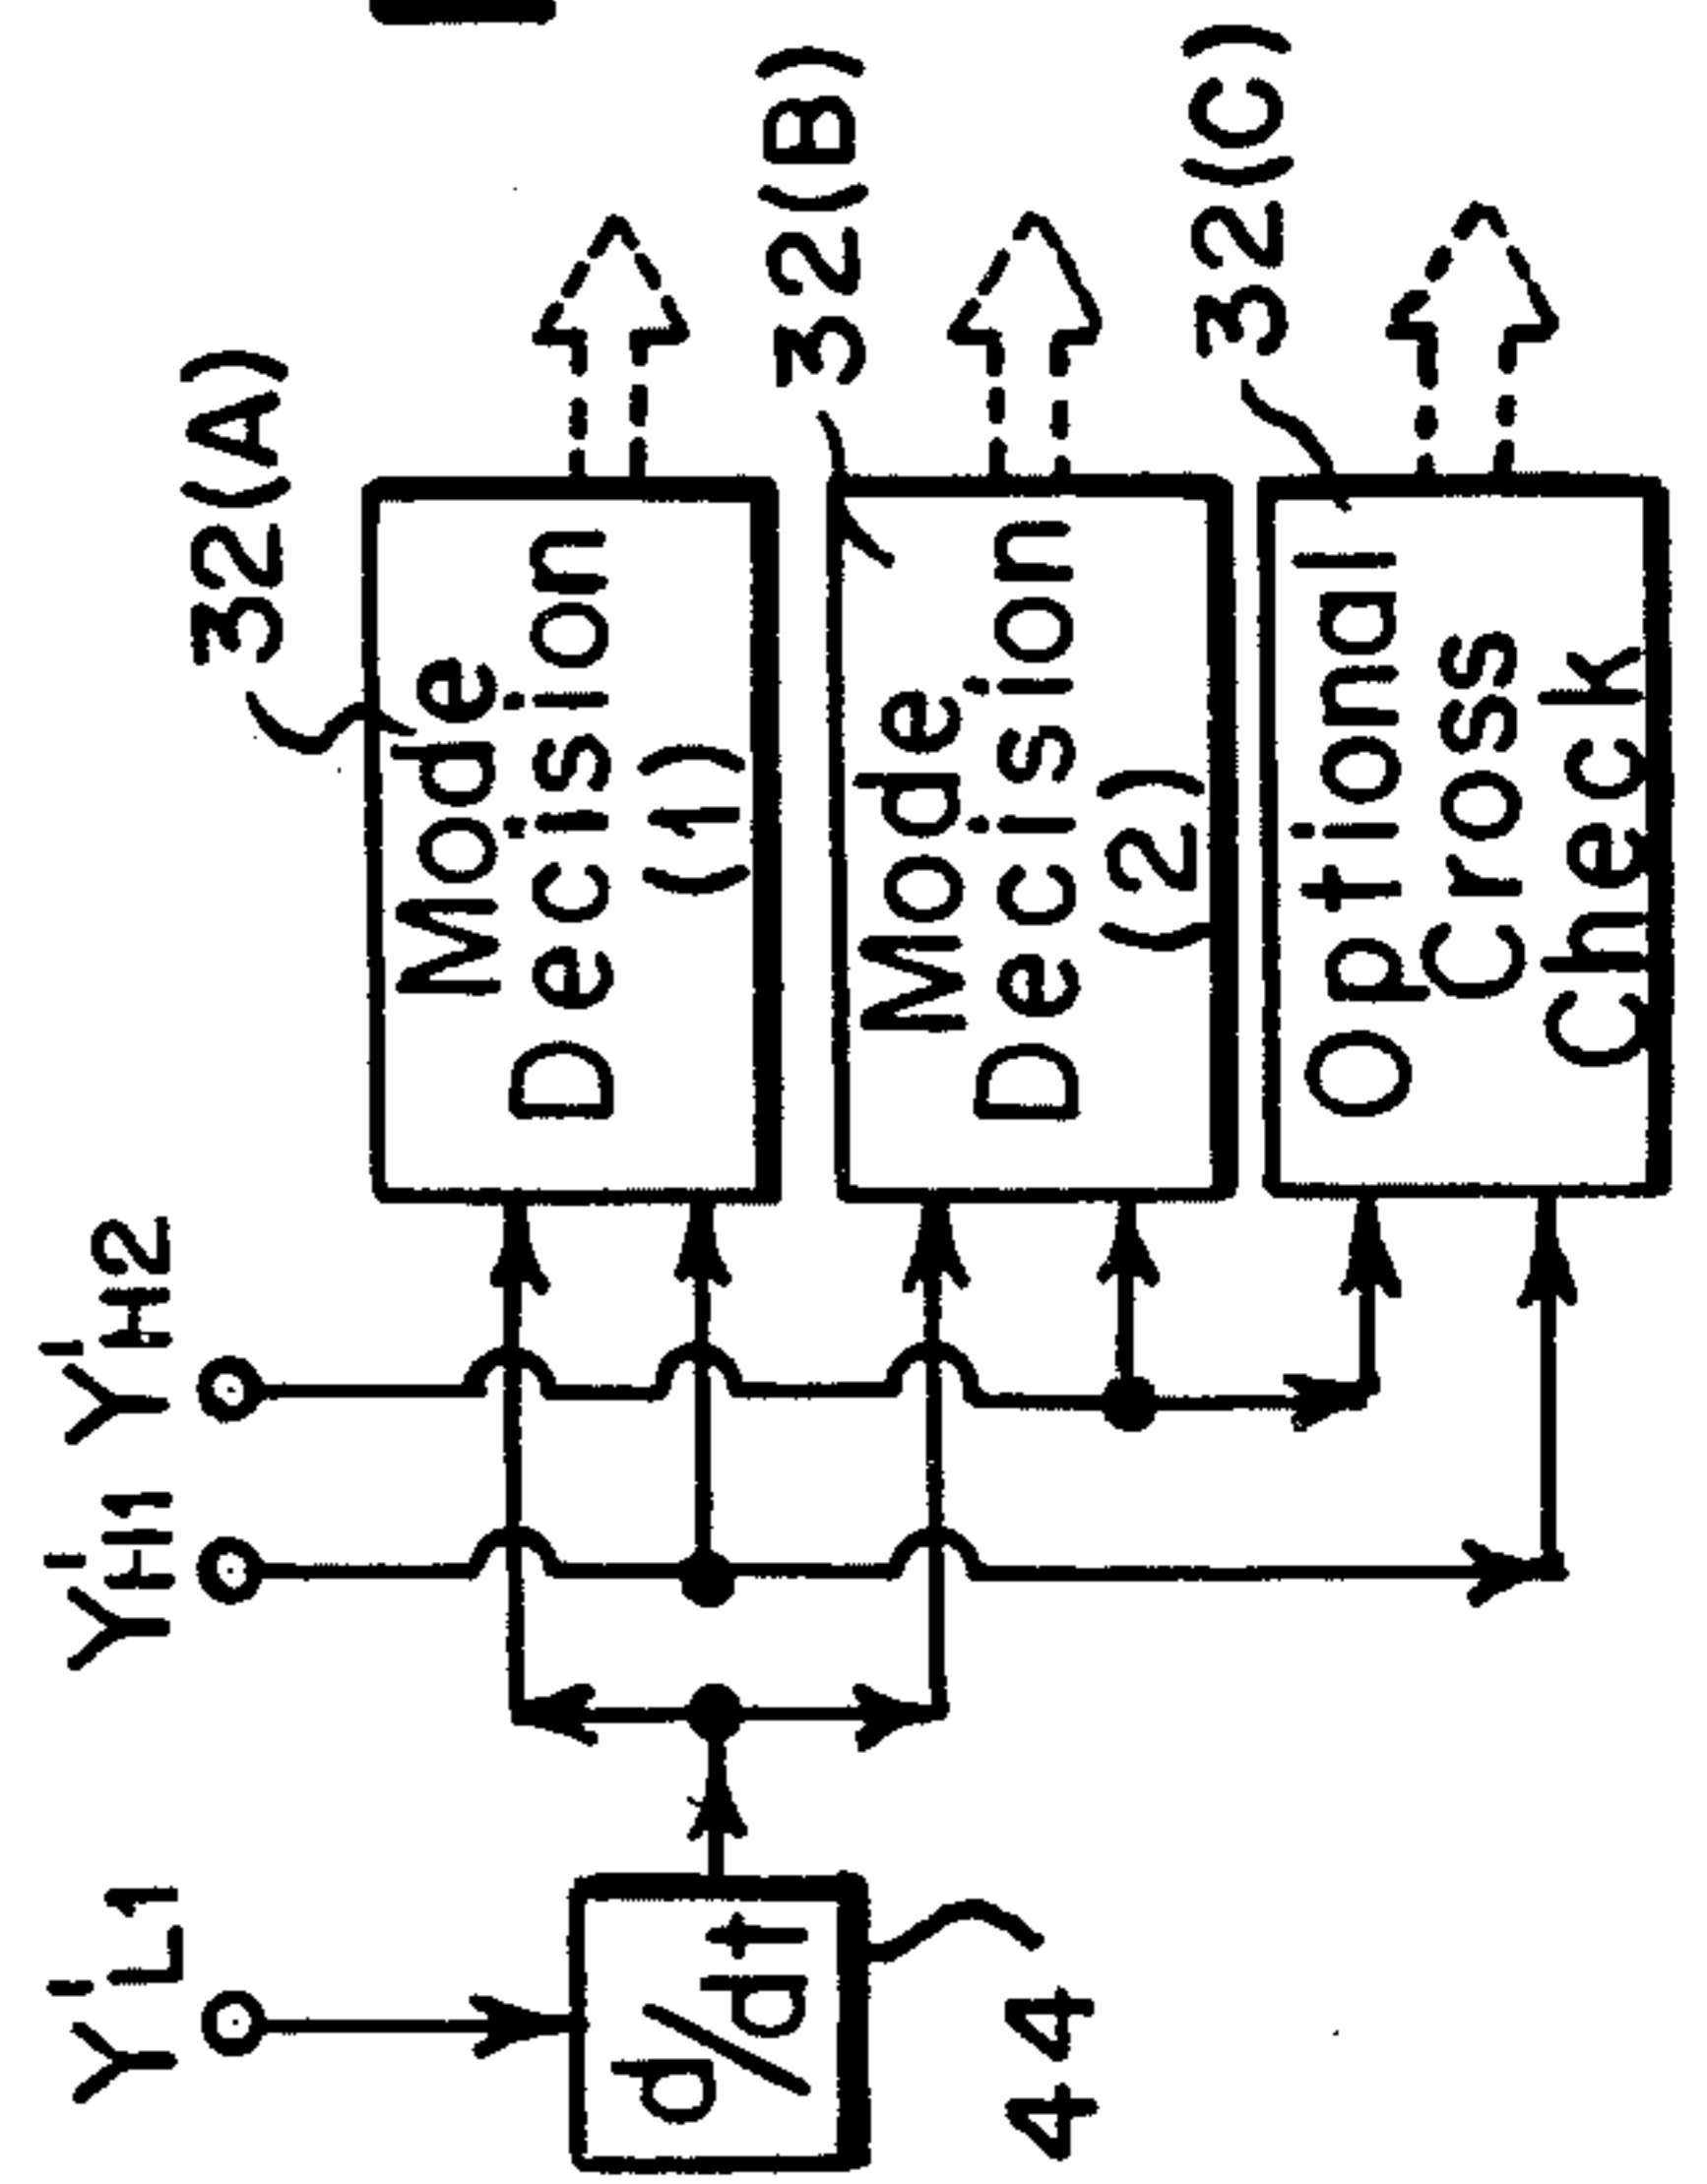 Y'L1
Y'H1
Y'H2
d/dt
44
32(A)
Mode
Decision
(1)
32(B)
Mode
Decision
(2)
32(C)
Optional
Cross
Check